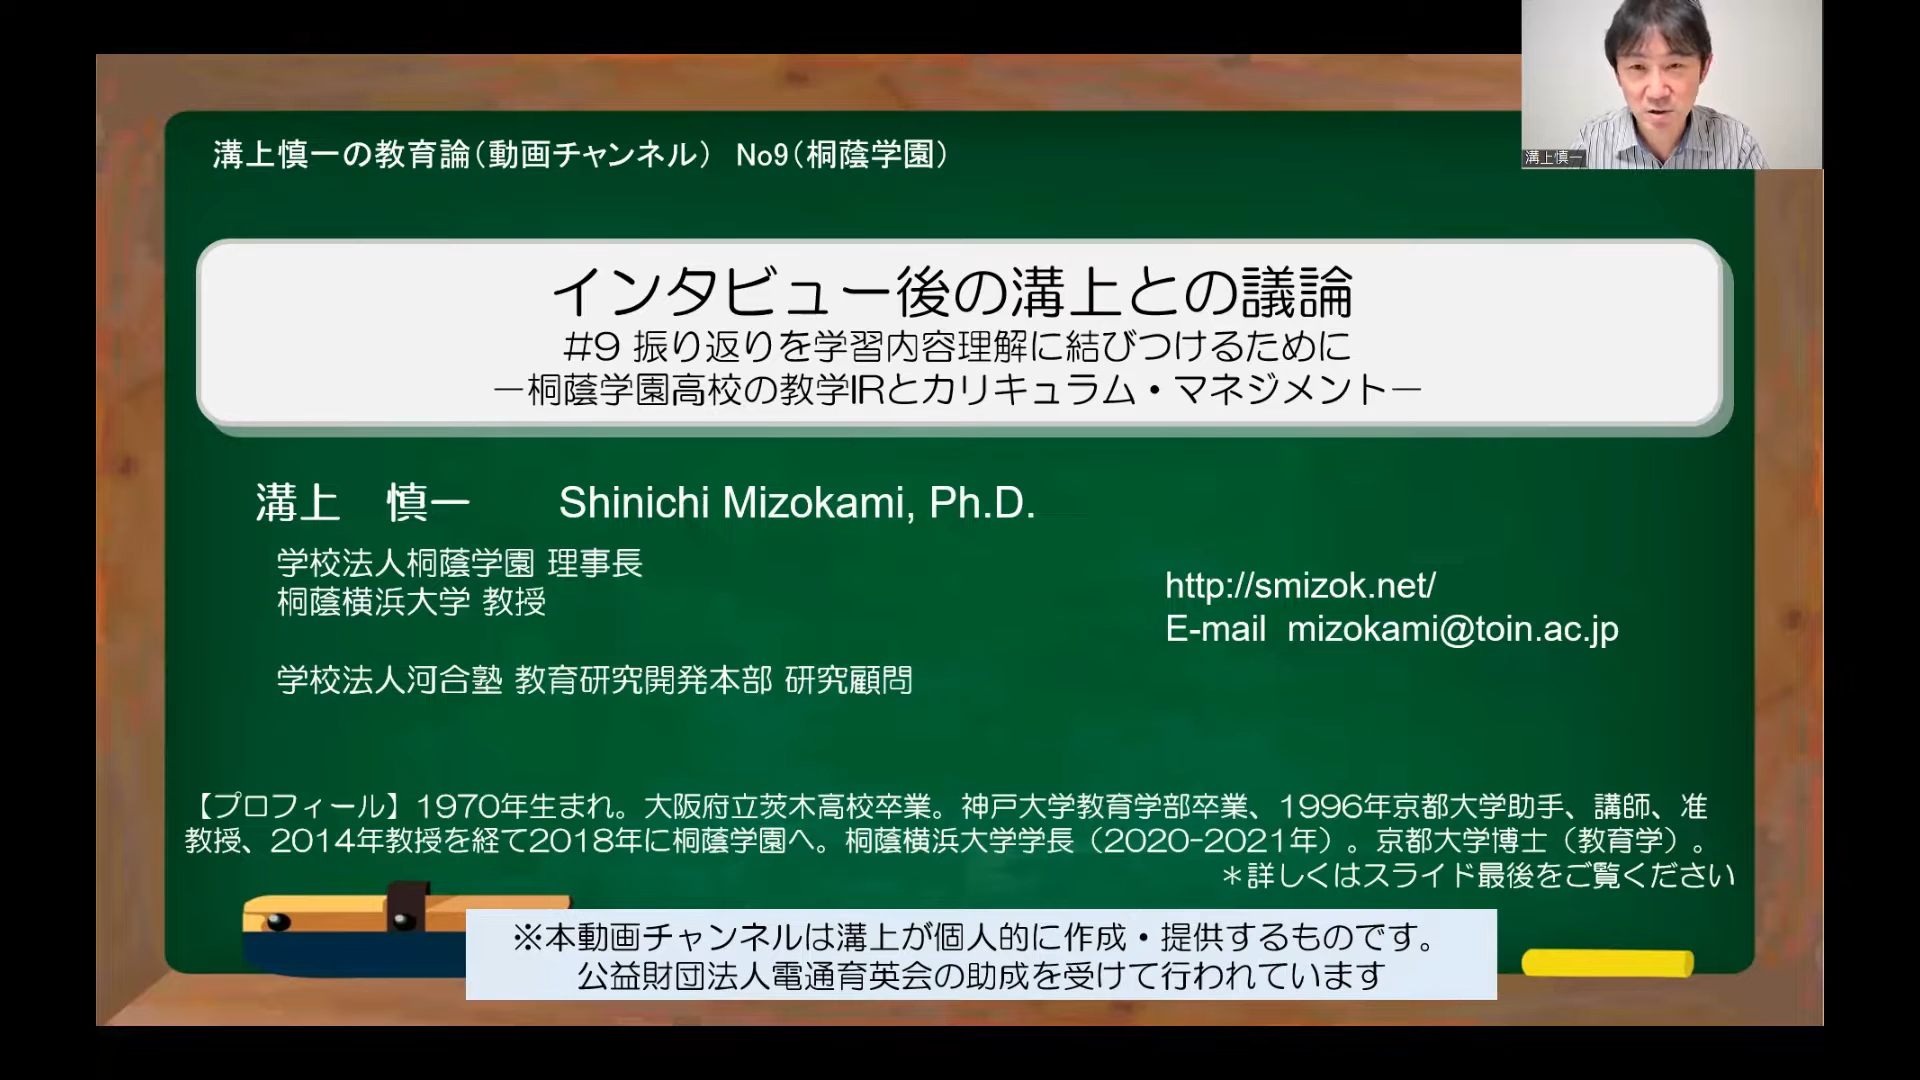 溝上慎一の教育論（動画チャンネル） No9（桐蔭学園）
溝上慎一
インタビュー後の溝上との議論
#9 振り返りを学習内容理解に結びつけるために
－桐蔭学園高校の教学IRとカリキュラム・マネジメント－
溝上　慎一　Shinichi Mizokami, Ph.D.
学校法人桐蔭学園 理事長
桐蔭横浜大学 教授
学校法人河合塾 教育研究開発本部 研究顧問
http://smizok.net/
E-mail mizokami@toin.ac.jp
【プロフィール】1970年生まれ。大阪府立茨木高校卒業。神戸大学教育学部卒業、1996年京都大学助手、講師、准
教授、2014年教授を経て2018年に桐蔭学園へ。桐蔭横浜大学学長（2020-2021年）。京都大学博士（教育学）。
＊詳しくはスライド最後をご覧ください
※本動画チャンネルは溝上が個人的に作成・提供するものです。
公益財団法人電通育英会の助成を受けて行われています